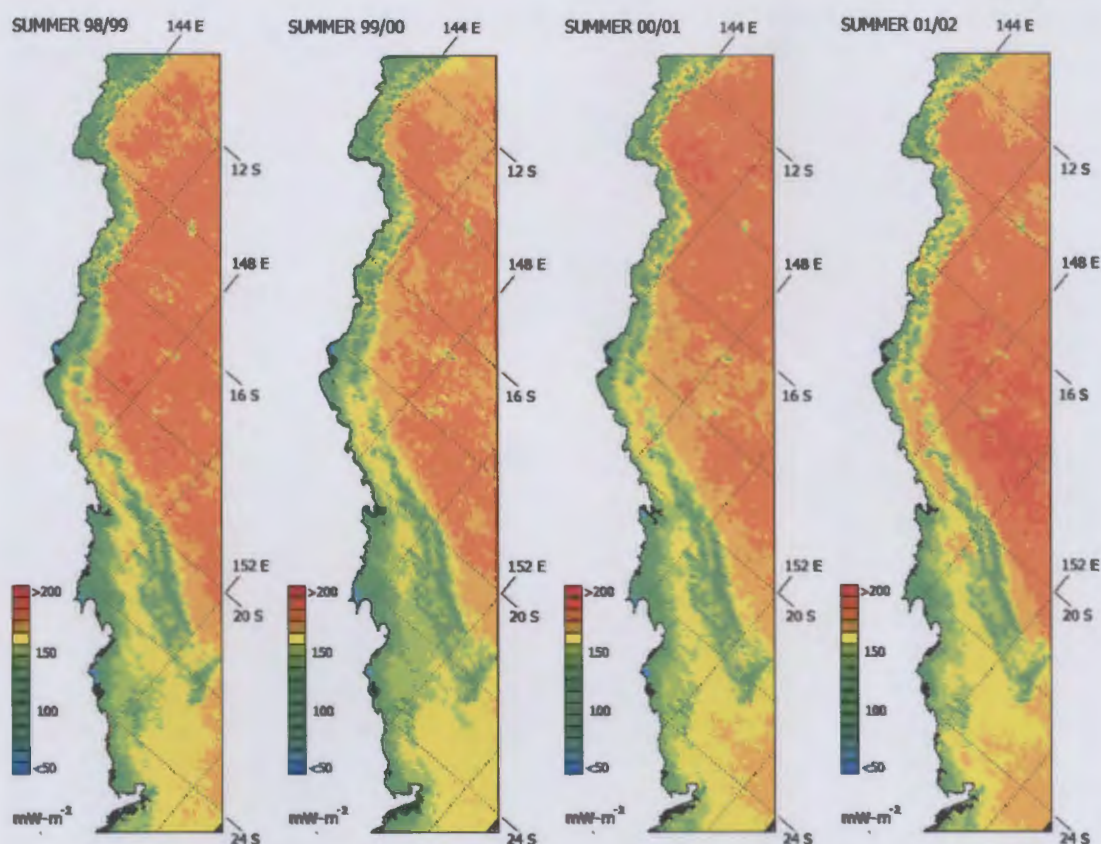 SUMMER 98/99
144 E
12 S
148 E
16 S
152 E
20 S
24 S
>200
150
100
<50
mW-m⁻²
SUMMER 99/00
144 E
12 S
148 E
16 S
152 E
20 S
24 S
>200
150
100
<50
mW-m⁻²
SUMMER 00/01
144 E
12 S
148 E
16 S
152 E
20 S
24 S
>200
150
100
<50
mW-m⁻²
SUMMER 01/02
144 E
12 S
148 E
16 S
152 E
20 S
24 S
>200
150
100
<50
mW-m⁻²